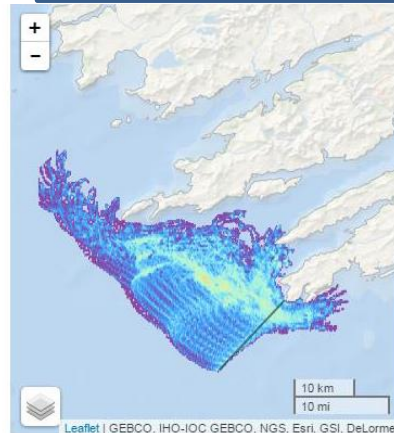 +
−
10 km
10 mi
Leaflet | GEBCO, IHO-IOC GEBCO, NGS, Esri, GSI, DeLorme